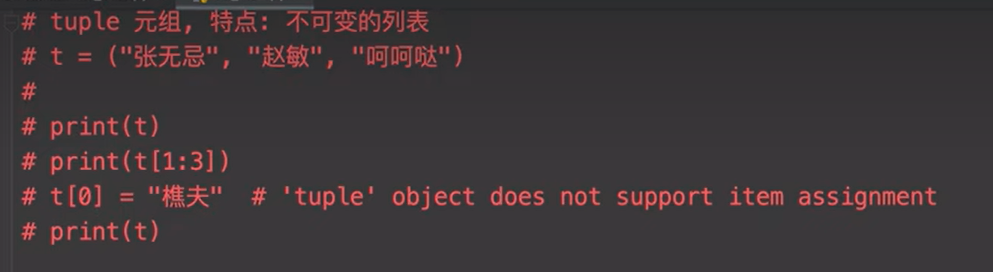 # tuple 元组, 特点: 不可变的列表
# t = ("张无忌", "赵敏", "呵呵哒")
#
# print(t)
# print(t[1:3])
# t[0] = "樵夫"  # 'tuple' object does not support item assignment
# print(t)